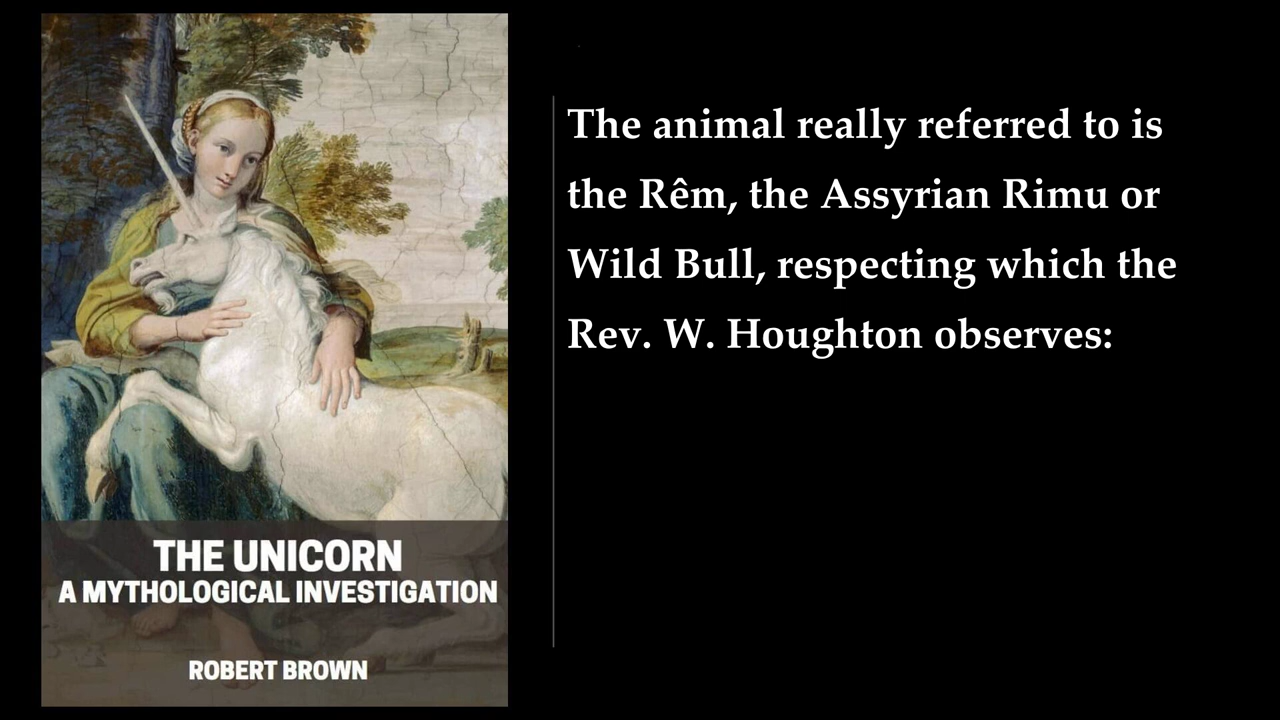 The animal really referred to is
the Rêm, the Assyrian Rimu or
Wild Bull, respecting which the
Rev. W. Houghton observes:
THE UNICORN
A MYTHOLOGICAL INVESTIGATION
ROBERT BROWN